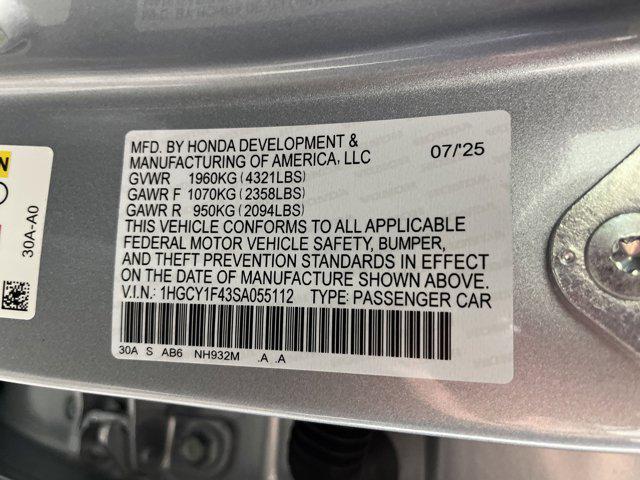 MFD. BY HONDA DEVELOPMENT &
MANUFACTURING OF AMERICA, LLC 07/'25
GVWR 1960KG (4321LBS)
GAWR F 1070KG (2358LBS)
GAWR R 950KG (2094LBS)
THIS VEHICLE CONFORMS TO ALL APPLICABLE
FEDERAL MOTOR VEHICLE SAFETY, BUMPER,
AND THEFT PREVENTION STANDARDS IN EFFECT
ON THE DATE OF MANUFACTURE SHOWN ABOVE.
V.I.N.: 1HGCY1F43SA055112 TYPE: PASSENGER CAR
30A S AB6 NH932M .A .A
30A-A0